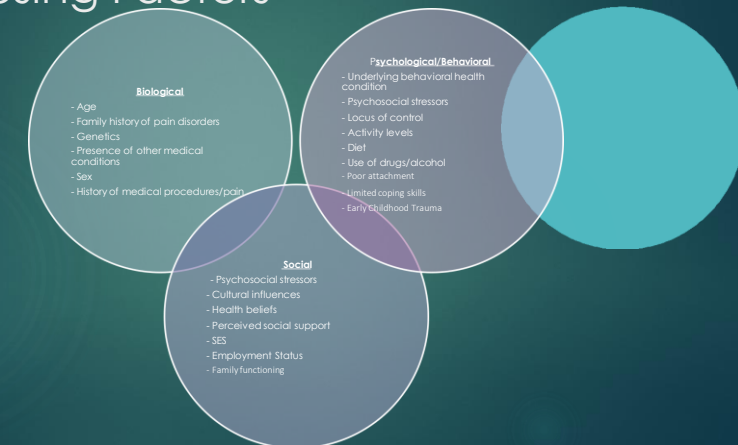 Factors
Biological
- Age
- Family history of pain disorders
- Genetics
- Presence of other medical
conditions
- Sex
- History of medical procedures/pain
Psychological/Behavioral
- Underlying behavioral health
condition
- Psychosocial stressors
- Locus of control
- Activity levels
- Diet
- Use of drugs/alcohol
- Poor attachment
- Limited coping skills
- Early Childhood Trauma
Social
- Psychosocial stressors
- Cultural influences
- Health beliefs
- Perceived social support
- SES
- Employment Status
- Family functioning